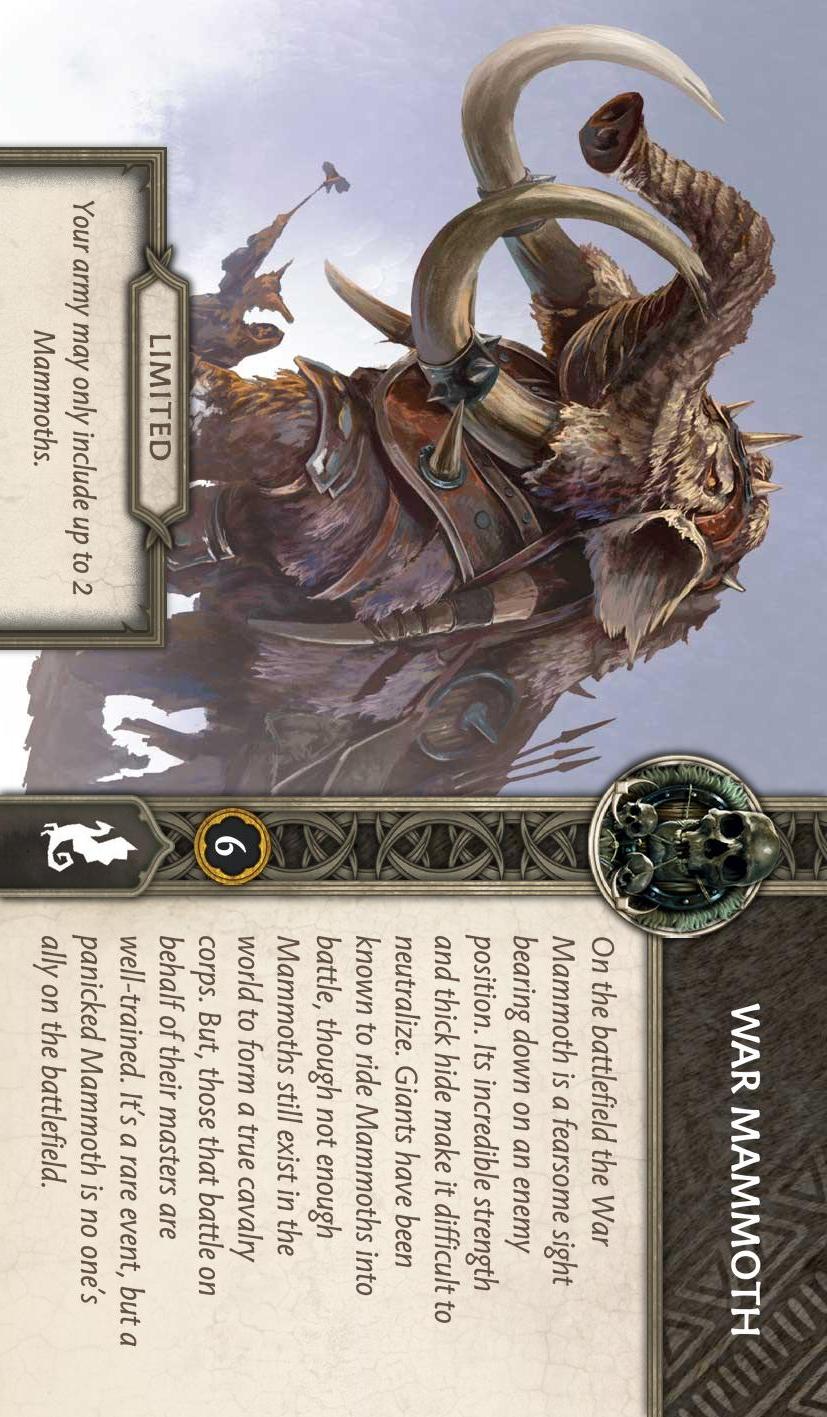 WAR MAMMOTH
On the battlefield the War
Mammoth is a fearsome sight
bearing down on an enemy
position. Its incredible strength
and thick hide make it difficult to
neutralize. Giants have been
known to ride Mammoths into
battle, though not enough
Mammoths still exist in the
world to form a true cavalry
corps. But, those that battle on
behalf of their masters are
well-trained. It's a rare event, but a
panicked Mammoth is no one's
ally on the battlefield.
6
LIMITED
Your army may only include up to 2
Mammoths.